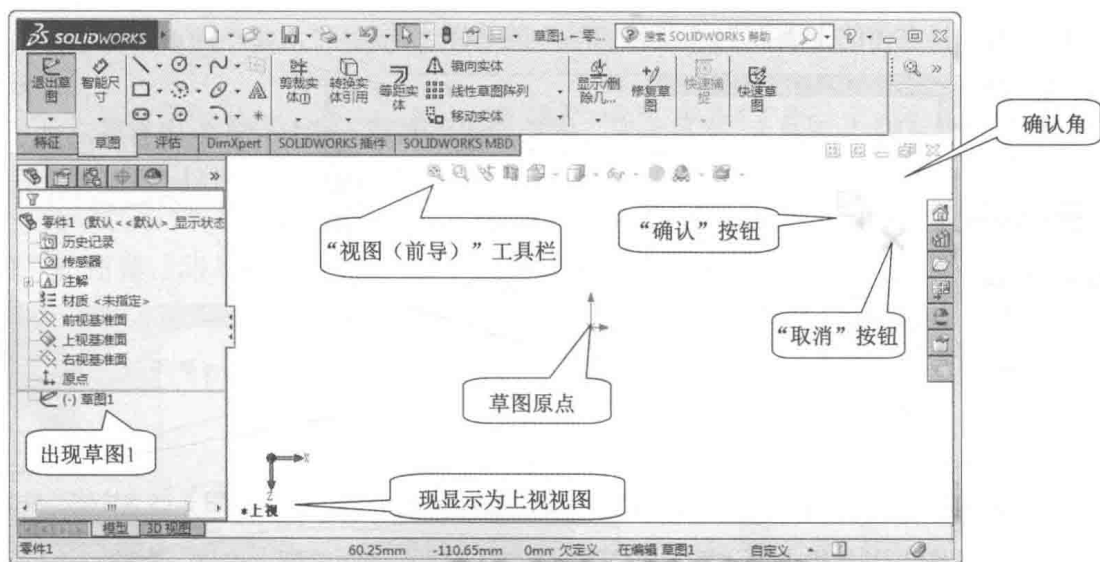 SOLIDWORKS
草图1 - 零...
搜索 SOLIDWORKS 帮助
退出草图
智能尺寸
剪裁实体(I)
转换实体引用
等距实体
镜向实体
线性草图阵列
移动实体
显示/删除几...
修复草图
快速捕捉
快速草图
特征
草图
评估
DimXpert
SOLIDWORKS 插件
SOLIDWORKS MBD
确认角
“视图（前导）”工具栏
“确认”按钮
“取消”按钮
草图原点
零件1 (默认<<默认>_显示状态
历史记录
传感器
注解
材质 <未指定>
前视基准面
上视基准面
右视基准面
原点
(-) 草图1
出现草图1
X
Z
*上视
现显示为上视视图
模型
3D 视图
零件1
60.25mm
-110.65mm
0mm
欠定义
在编辑 草图1
自定义